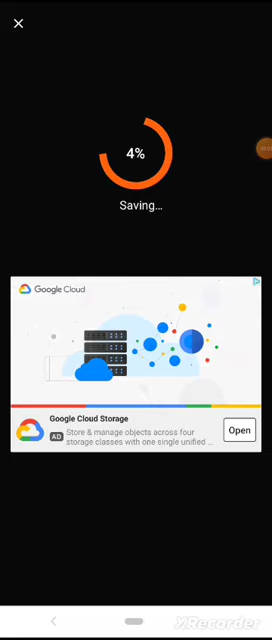 4%
Saving...
Google Cloud
Google Cloud Storage
AD Store & manage objects across four
storage classes with one single unified ...
Open
XRecorder